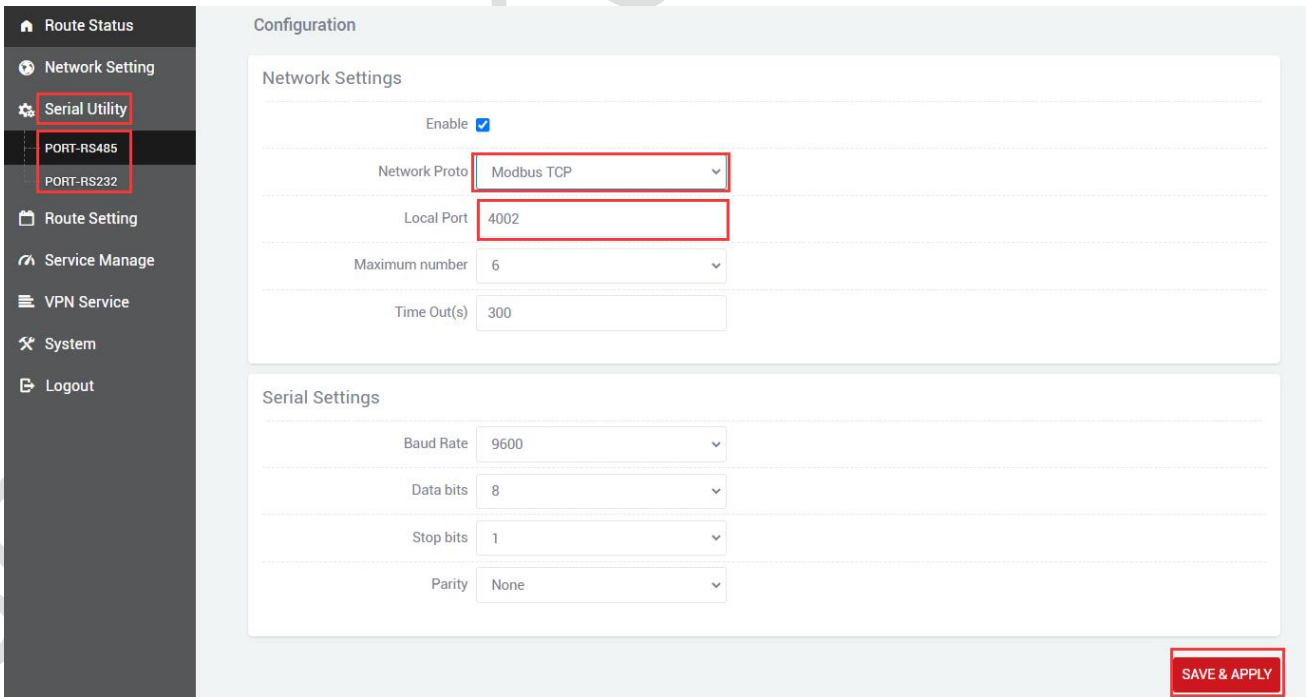 Route Status
Network Setting
Serial Utility
PORT-RS485
PORT-RS232
Route Setting
Service Manage
VPN Service
System
Logout
Configuration
Network Settings
Enable
Network Proto Modbus TCP
Local Port 4002
Maximum number 6
Time Out(s) 300
Serial Settings
Baud Rate 9600
Data bits 8
Stop bits 1
Parity None
SAVE & APPLY